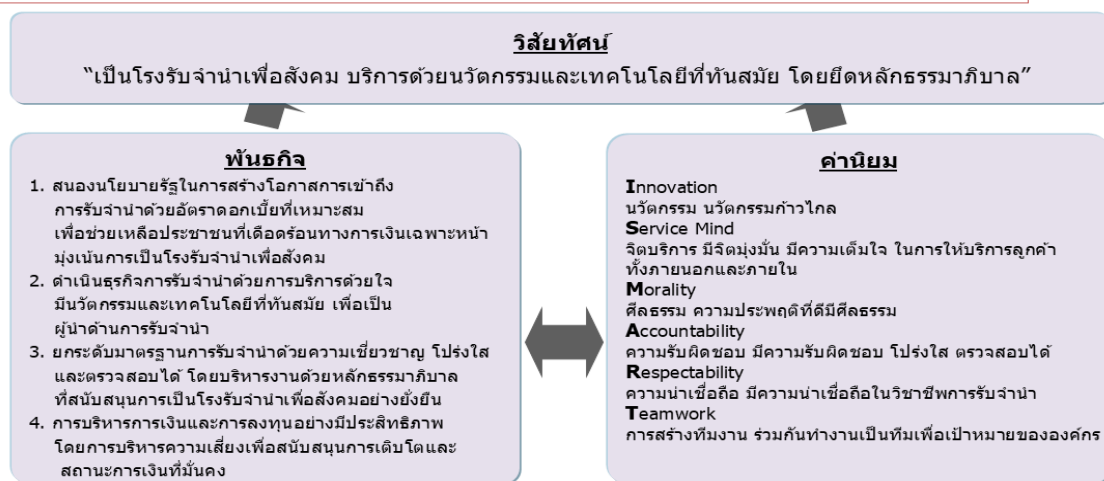 วิสัยทัศน์
“เป็นโรงรับจำนำเพื่อสังคม บริการด้วยนวัตกรรมและเทคโนโลยีที่ทันสมัย โดยยึดหลักธรรมาภิบาล”
พันธกิจ
1. สนองนโยบายรัฐในการสร้างโอกาสการเข้าถึง
การรับจำนำด้วยอัตราดอกเบี้ยที่เหมาะสม
เพื่อช่วยเหลือประชาชนที่เดือดร้อนทางการเงินเฉพาะหน้า
มุ่งเน้นการเป็นโรงรับจำนำเพื่อสังคม
2. ดำเนินธุรกิจการรับจำนำด้วยการบริการด้วยใจ
มีนวัตกรรมและเทคโนโลยีที่ทันสมัย เพื่อเป็น
ผู้นำด้านการรับจำนำ
3. ยกระดับมาตรฐานการรับจำนำด้วยความเชี่ยวชาญ โปร่งใส
และตรวจสอบได้ โดยบริหารงานด้วยหลักธรรมาภิบาล
ที่สนับสนุนการเป็นโรงรับจำนำเพื่อสังคมอย่างยั่งยืน
4. การบริหารการเงินและการลงทุนอย่างมีประสิทธิภาพ
โดยการบริหารความเสี่ยงเพื่อสนับสนุนการเติบโตและ
สถานะการเงินที่มั่นคง
ค่านิยม
Innovation
นวัตกรรม นวัตกรรมก้าวไกล
Service Mind
จิตบริการ มีจิตมุ่งมั่น มีความเต็มใจ ในการให้บริการลูกค้า
ทั้งภายนอกและภายใน
Morality
ศีลธรรม ความประพฤติที่ดีมีศีลธรรม
Accountability
ความรับผิดชอบ มีความรับผิดชอบ โปร่งใส ตรวจสอบได้
Respectability
ความน่าเชื่อถือ มีความน่าเชื่อถือในวิชาชีพการรับจำนำ
Teamwork
การสร้างทีมงาน ร่วมกันทำงานเป็นทีมเพื่อเป้าหมายขององค์กร